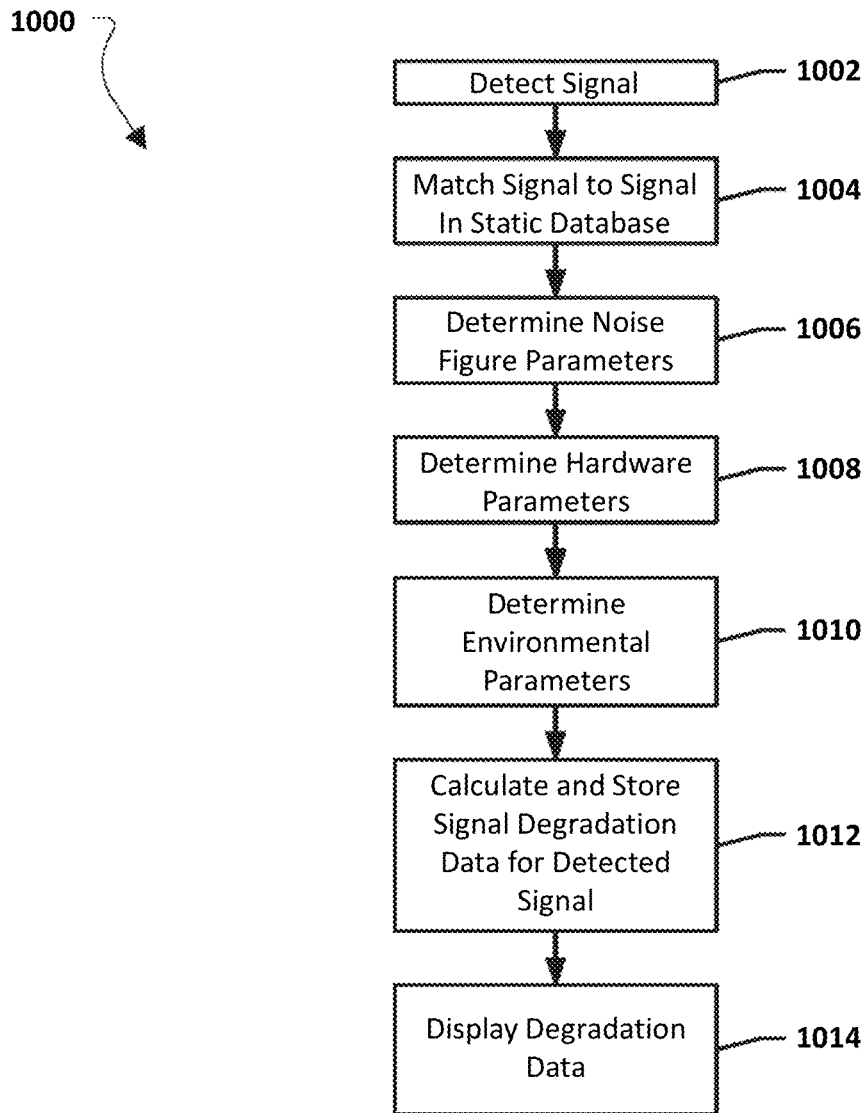 1000
Detect Signal
1002
Match Signal to Signal
In Static Database
1004
Determine Noise
Figure Parameters
1006
Determine Hardware
Parameters
1008
Determine
Environmental
Parameters
1010
Calculate and Store
Signal Degradation
Data for Detected
Signal
1012
Display Degradation
Data
1014